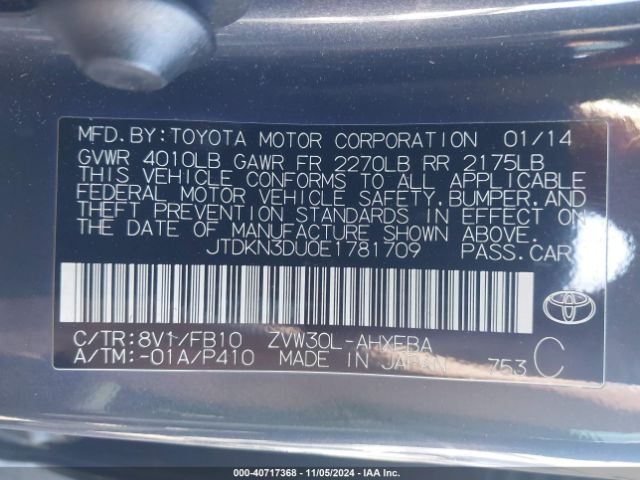 MFD.BY:TOYOTA MOTOR CORPORATION 01/14
GVWR 4010LB GAWR FR 2270LB RR 2175LB
THIS VEHICLE CONFORMS TO ALL APPLICABLE
FEDERAL MOTOR VEHICLE SAFETY,BUMPER,AND
THEFT PREVENTION STANDARDS IN EFFECT ON
THE DATE OF MANUFACTURE SHOWN ABOVE.
JTDKN3DU0E1781709 PASS.CAR
C/TR:8V1/FB10 ZVW30L-AHXEBA
A/TM:-01A/P410 MADE IN JAPAN 753 C
000-40717368 - 11/05/2024 - IAA Inc.